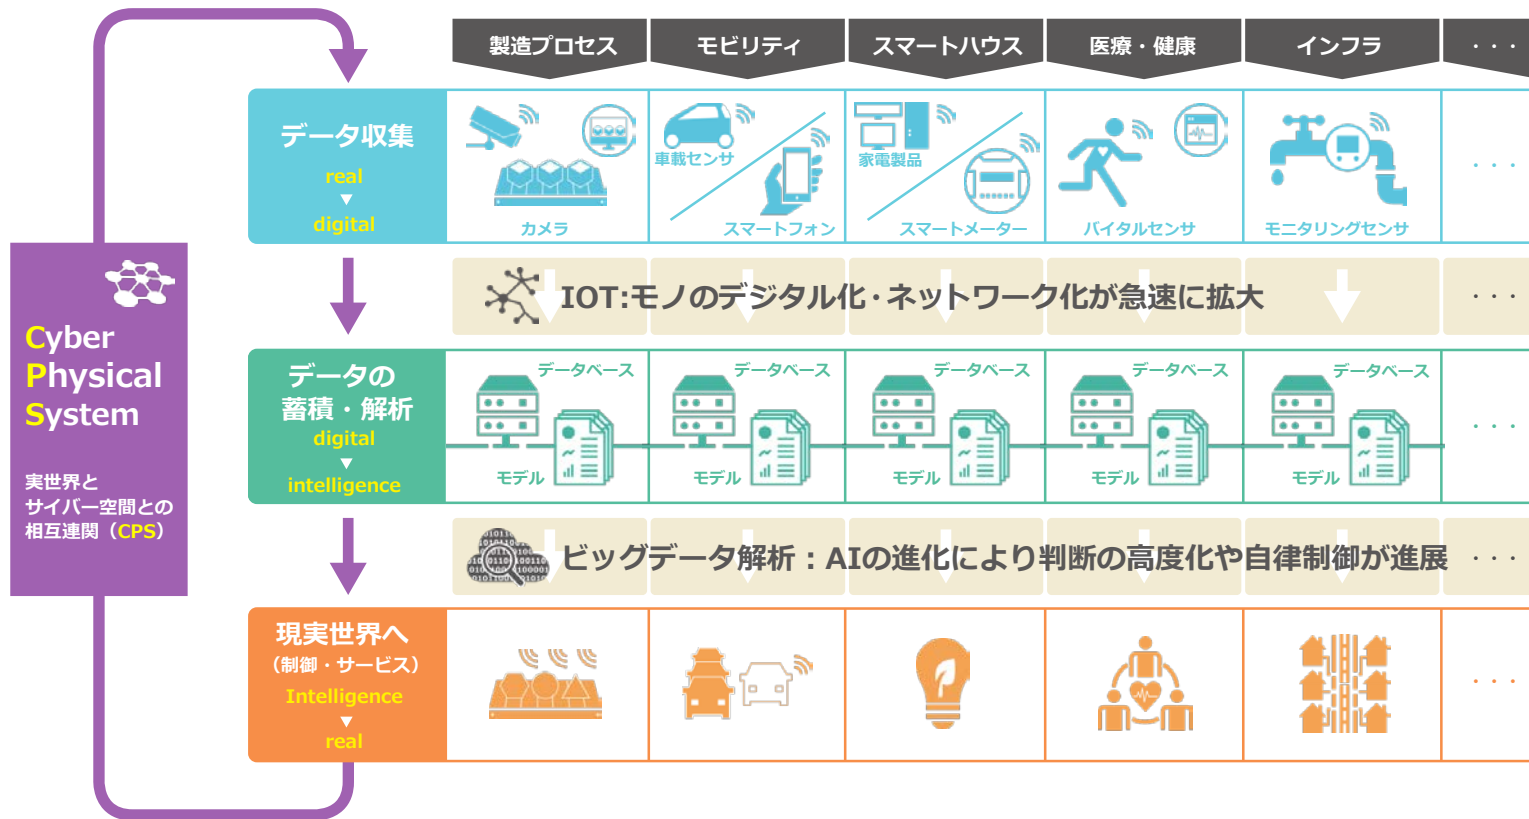 製造プロセス
モビリティ
スマートハウス
医療・健康
インフラ
・・・
データ収集
real
▼
digital
カメラ
車載センサ
スマートフォン
家電製品
スマートメーター
バイタルセンサ
モニタリングセンサ
・・・
IOT:モノのデジタル化・ネットワーク化が急速に拡大
・・・
Cyber
Physical
System
実世界と
サイバー空間との
相互連関（CPS）
データの
蓄積・解析
digital
▼
intelligence
データベース
モデル
データベース
モデル
データベース
モデル
データベース
モデル
データベース
モデル
・・・
ビッグデータ解析：AIの進化により判断の高度化や自律制御が進展
・・・
現実世界へ
（制御・サービス）
Intelligence
▼
real
・・・